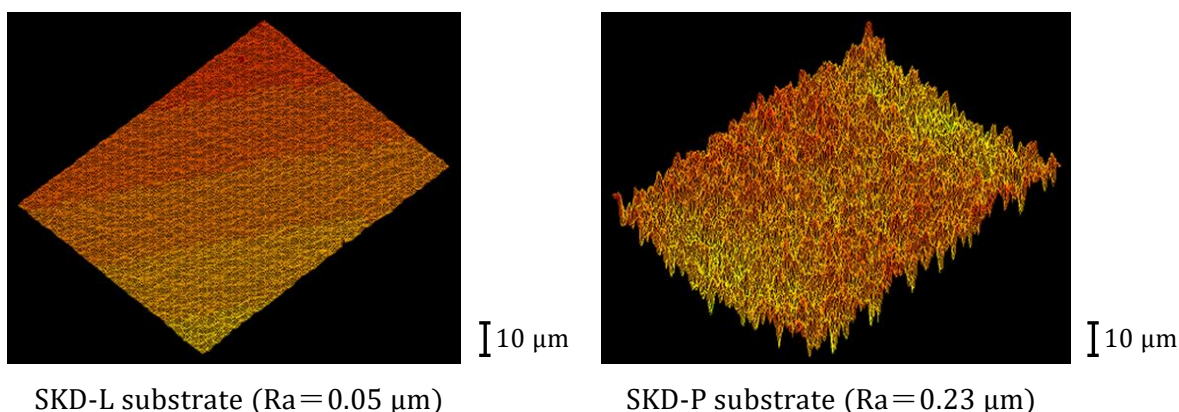 10 μm
10 μm
SKD-L substrate (Ra＝0.05 μm)
SKD-P substrate (Ra＝0.23 μm)